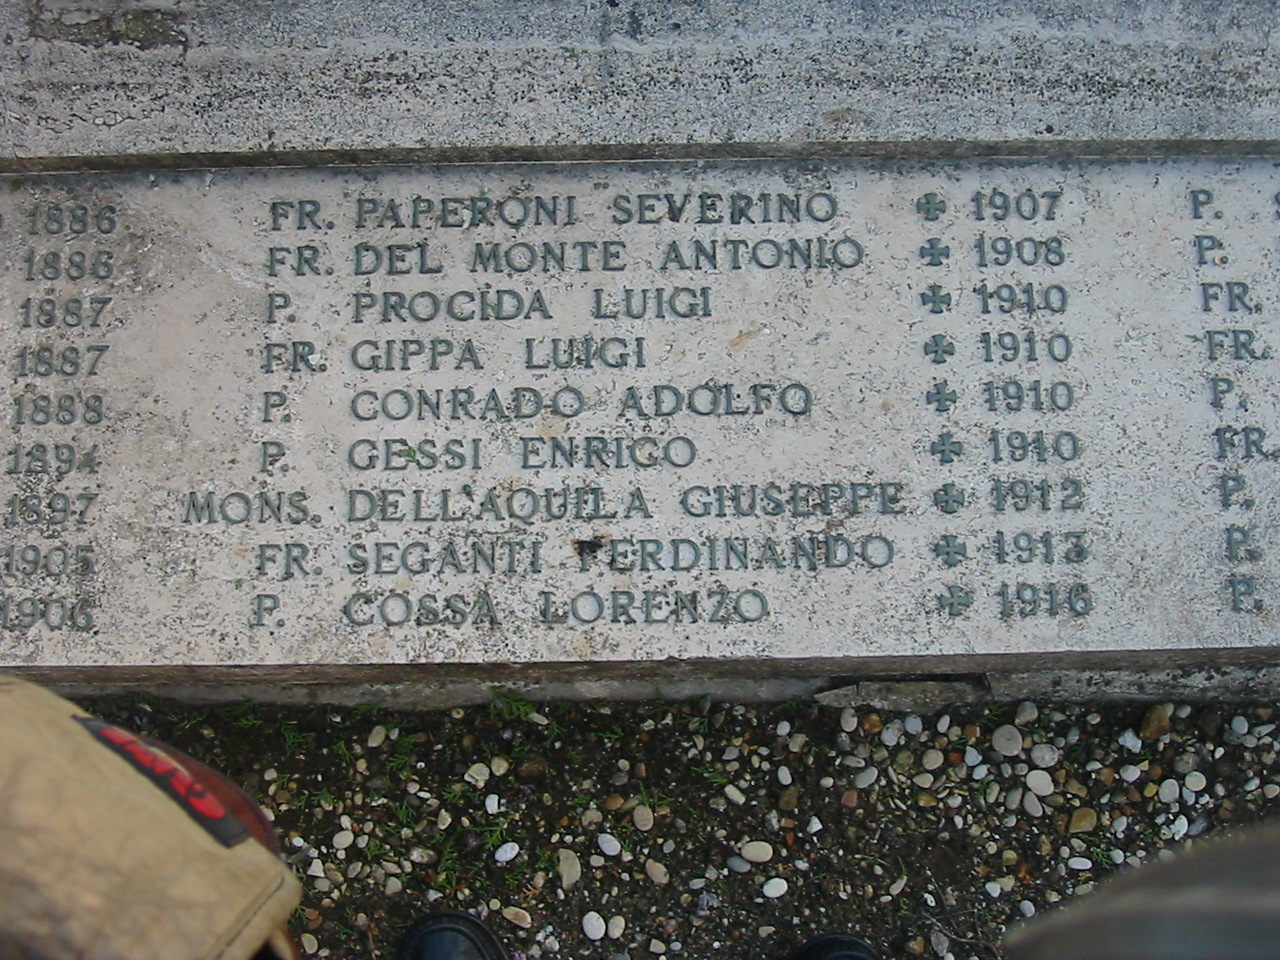 1886 FR. PAPERONI SEVERINO ✠ 1907 P.
1886 FR. DEL MONTE ANTONIO ✠ 1908 P.
1887 P. PROCIDA LUIGI ✠ 1910 FR.
1887 FR. GIPPA LUIGI ✠ 1910 FR.
1888 P. CONRADO ADOLFO ✠ 1910 P.
1894 P. GESSI ENRICO ✠ 1910 FR.
1897 MONS. DELL'AQUILA GIUSEPPE ✠ 1912 P.
1905 FR. SEGANTI FERDINANDO ✠ 1913 P.
1906 P. COSSA LORENZO ✠ 1916 P.